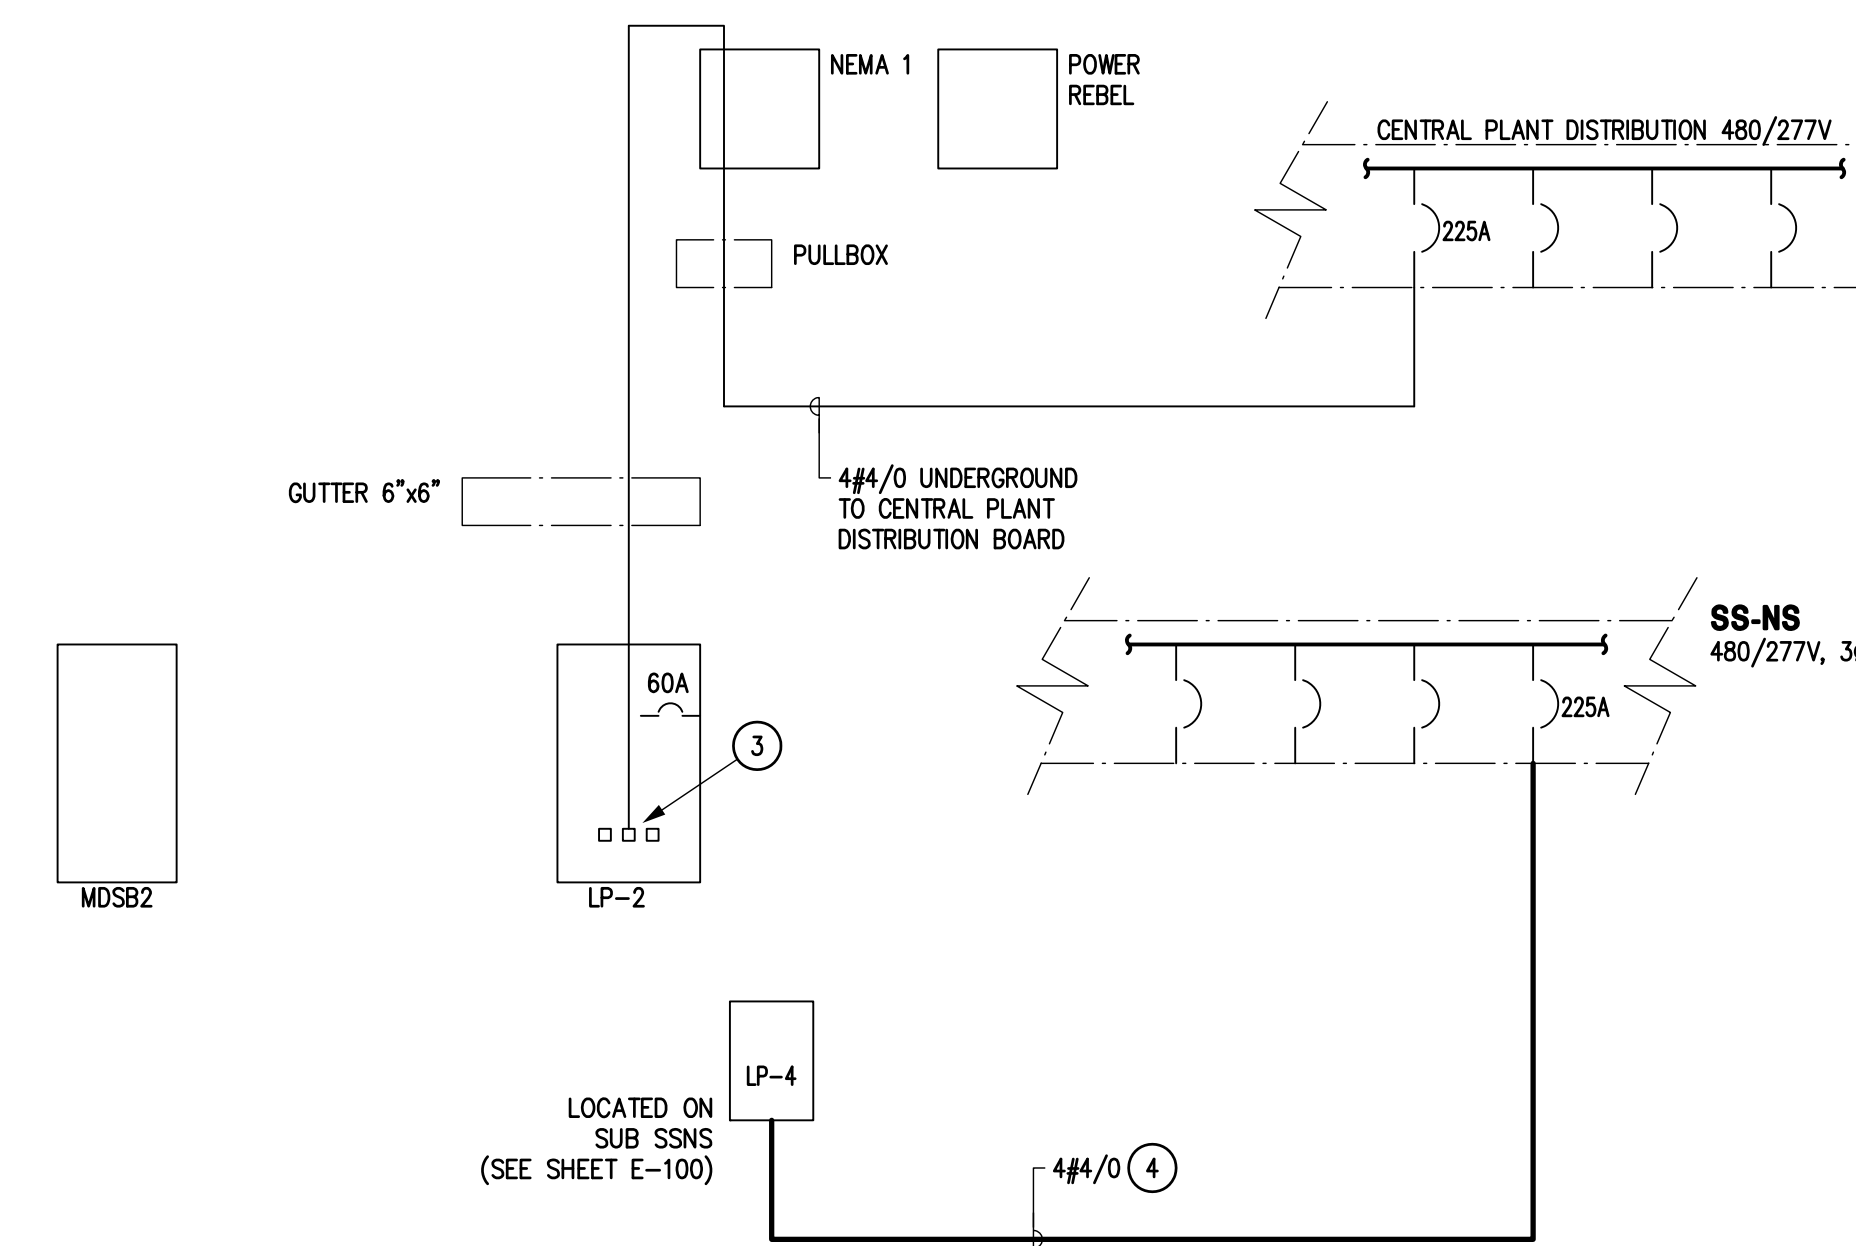 NEMA 1
POWER
REBEL
CENTRAL PLANT DISTRIBUTION 480/277V
225A
PULLBOX
GUTTER 6"x6"
4#4/0 UNDERGROUND
TO CENTRAL PLANT
DISTRIBUTION BOARD
SS-NS
480/277V,
60A
225A
3
MDSB2
LP-2
LP-4
LOCATED ON
SUB SSNS
(SEE SHEET E-100)
4#4/0 4